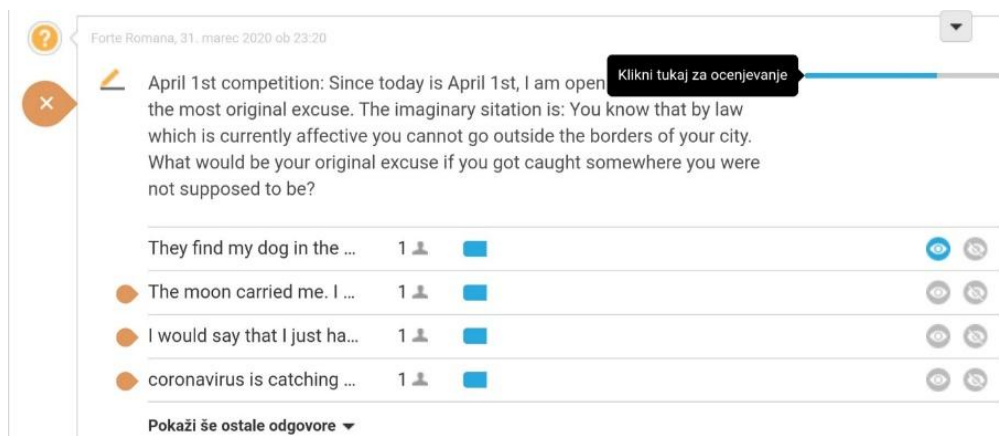 Forte Romana, 31. marec 2020 ob 23:20
April 1st competition: Since today is April 1st, I am open
Klikni tukaj za ocenjevanje
the most original excuse. The imaginary sitation is: You know that by law
which is currently affective you cannot go outside the borders of your city.
What would be your original excuse if you got caught somewhere you were
not supposed to be?
They find my dog in the ... 1
The moon carried me. I ... 1
I would say that I just ha... 1
coronavirus is catching ... 1
Pokaži še ostale odgovore